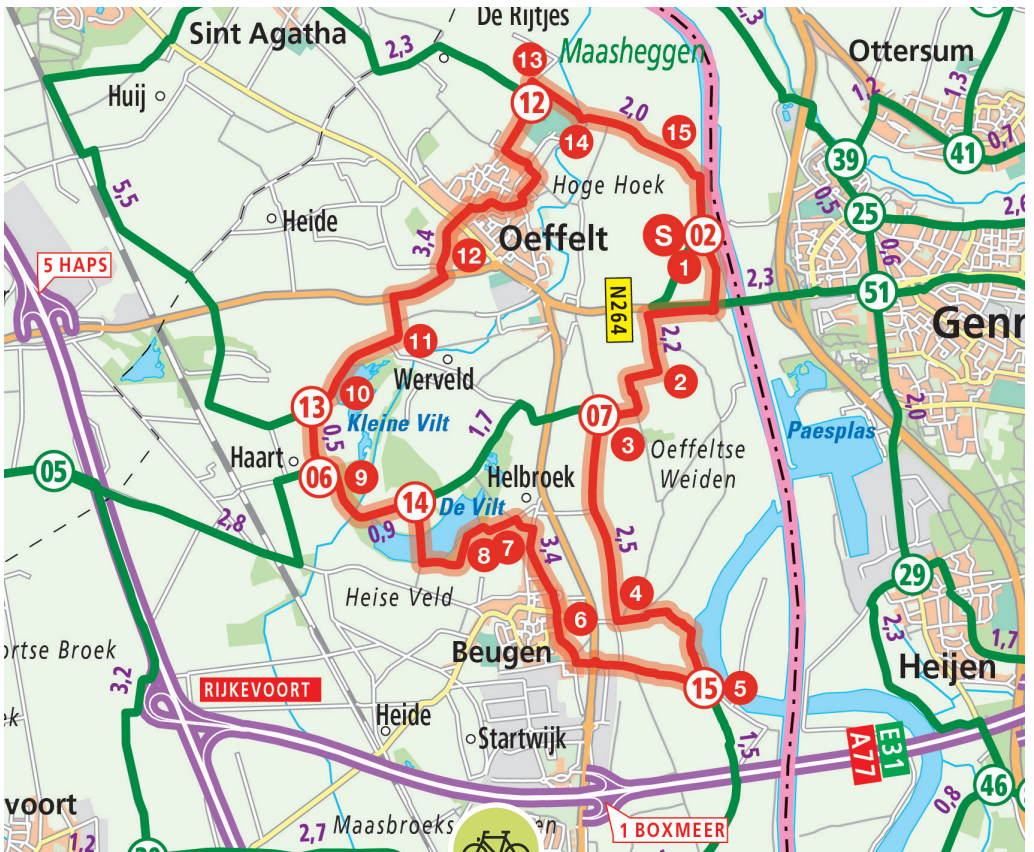 De Rijtjes
2,3
Sint Agatha
2,3
Maasheggen
Ottersum
13
Huij
12
2,0
1,2
1,3
15
14
0,7
39
41
5,5
Hoge Hoek
0,5
Heide
25
2,6
3,4
Oeffelt
S
02
12
0,6
5 HAPS
1
2,3
51
N264
Genr
11
2,2
Werveld
2
10
13
Kleine Vilt
1,7
07
2,0
0,5
3
Paesplas
Haart
Oeffeltse
Weiden
05
06
9
Helbroek
14
De Vilt
2,8
0,9
8
7
3,4
2,5
29
Heise Veld
4
6
2,3
1,7
ortse Broek
Beugen
Heijen
3,2
RIJKEVOORT
15
5
ek
Heide
Startwijk
1,5
E31
A77
46
0,8
voort
1,2
2,7
Maasbroeks
en
1 BOXMEER